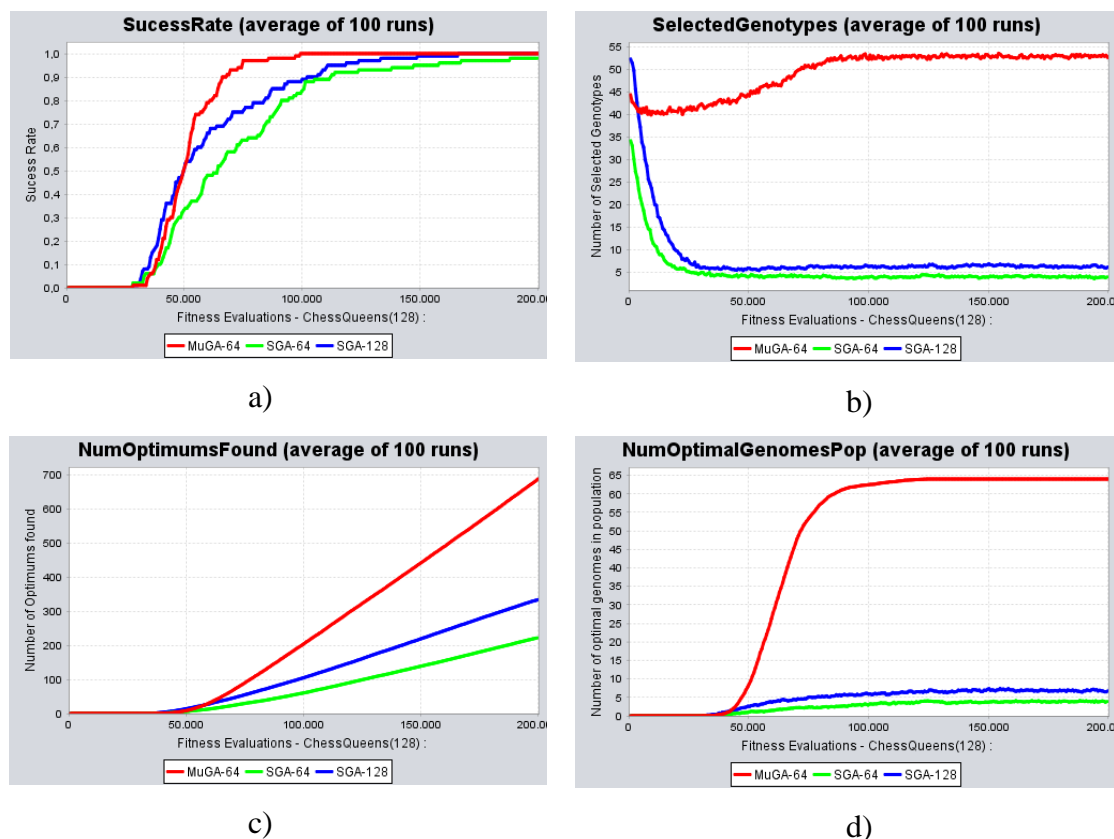 SucessRate (average of 100 runs)
1,0
0,9
0,8
0,7
0,6
0,5
0,4
0,3
0,2
0,1
0,0
Sucess Rate
0 50.000 100.000 150.000 200.00
Fitness Evaluations - ChessQueens(128) :
MuGA-64 SGA-64 SGA-128
a)
SelectedGenotypes (average of 100 runs)
55
50
45
40
35
30
25
20
15
10
5
Number of Selected Genotypes
0 50.000 100.000 150.000 200.00
Fitness Evaluations - ChessQueens(128) :
MuGA-64 SGA-64 SGA-128
b)
NumOptimumsFound (average of 100 runs)
700
600
500
400
300
200
100
0
Number of Optimums found
0 50.000 100.000 150.000 200.00
Fitness Evaluations - ChessQueens(128) :
MuGA-64 SGA-64 SGA-128
c)
NumOptimalGenomesPop (average of 100 runs)
65
60
55
50
45
40
35
30
25
20
15
10
5
0
Number of optimal genomes in population
0 50.000 100.000 150.000 200.00
Fitness Evaluations - ChessQueens(128) :
MuGA-64 SGA-64 SGA-128
d)